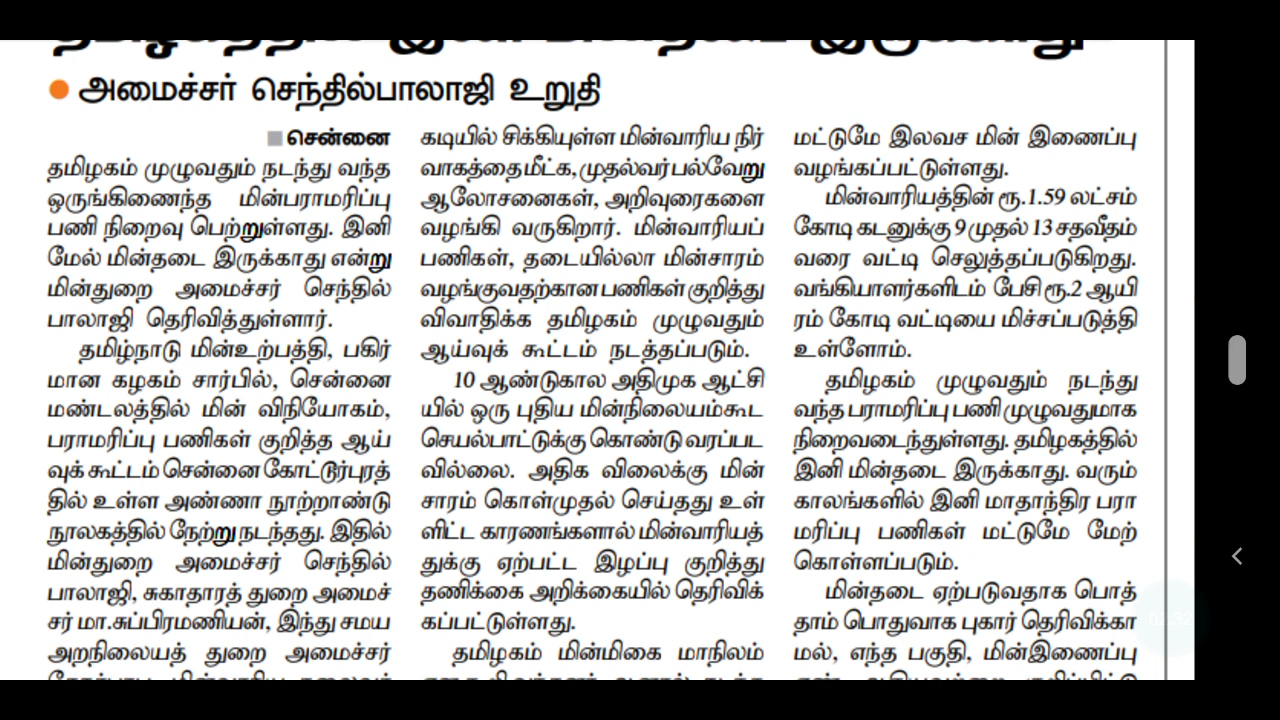 அமைச்சர் செந்தில்பாலாஜி உறுதி
சென்னை
தமிழகம் முழுவதும் நடந்து வந்த
ஒருங்கிணைந்த மின்பராமரிப்பு
பணி நிறைவு பெற்றுள்ளது. இனி
மேல் மின்தடை இருக்காது என்று
மின்துறை அமைச்சர் செந்தில்
பாலாஜி தெரிவித்துள்ளார்.
தமிழ்நாடு மின்உற்பத்தி, பகிர்
மான கழகம் சார்பில், சென்னை
மண்டலத்தில் மின் விநியோகம்,
பராமரிப்பு பணிகள் குறித்த ஆய்
வுக் கூட்டம் சென்னை கோட்டூர்புரத்
தில் உள்ள அண்ணா நூற்றாண்டு
நூலகத்தில் நேற்று நடந்தது. இதில்
மின்துறை அமைச்சர் செந்தில்
பாலாஜி, சுகாதாரத் துறை அமைச்
சர் மா.சுப்பிரமணியன், இந்து சமய
அறநிலையத் துறை அமைச்சர்
கடியில் சிக்கியுள்ள மின்வாரிய நிர்
வாகத்தை மீட்க, முதல்வர் பல்வேறு
ஆலோசனைகள், அறிவுரைகளை
வழங்கி வருகிறார். மின்வாரியப்
பணிகள், தடையில்லா மின்சாரம்
வழங்குவதற்கான பணிகள் குறித்து
விவாதிக்க தமிழகம் முழுவதும்
ஆய்வுக் கூட்டம் நடத்தப்படும்.
10 ஆண்டுகால அதிமுக ஆட்சி
யில் ஒரு புதிய மின்நிலையம்கூட
செயல்பாட்டுக்கு கொண்டு வரப்பட
வில்லை. அதிக விலைக்கு மின்
சாரம் கொள்முதல் செய்தது உள்
ளிட்ட காரணங்களால் மின்வாரியத்
துக்கு ஏற்பட்ட இழப்பு குறித்து
தணிக்கை அறிக்கையில் தெரிவிக்
கப்பட்டுள்ளது.
தமிழகம் மின்மிகை மாநிலம்
மட்டுமே இலவச மின் இணைப்பு
வழங்கப்பட்டுள்ளது.
மின்வாரியத்தின் ரூ.1.59 லட்சம்
கோடி கடனுக்கு 9 முதல் 13 சதவீதம்
வரை வட்டி செலுத்தப்படுகிறது.
வங்கியாளர்களிடம் பேசி ரூ.2 ஆயி
ரம் கோடி வட்டியை மிச்சப்படுத்தி
உள்ளோம்.
தமிழகம் முழுவதும் நடந்து
வந்த பராமரிப்பு பணி முழுவதுமாக
நிறைவடைந்துள்ளது. தமிழகத்தில்
இனி மின்தடை இருக்காது. வரும்
காலங்களில் இனி மாதாந்திர பரா
மரிப்பு பணிகள் மட்டுமே மேற்
கொள்ளப்படும்.
மின்தடை ஏற்படுவதாக பொத்
தாம் பொதுவாக புகார் தெரிவிக்கா
மல், எந்த பகுதி, மின்இணைப்பு